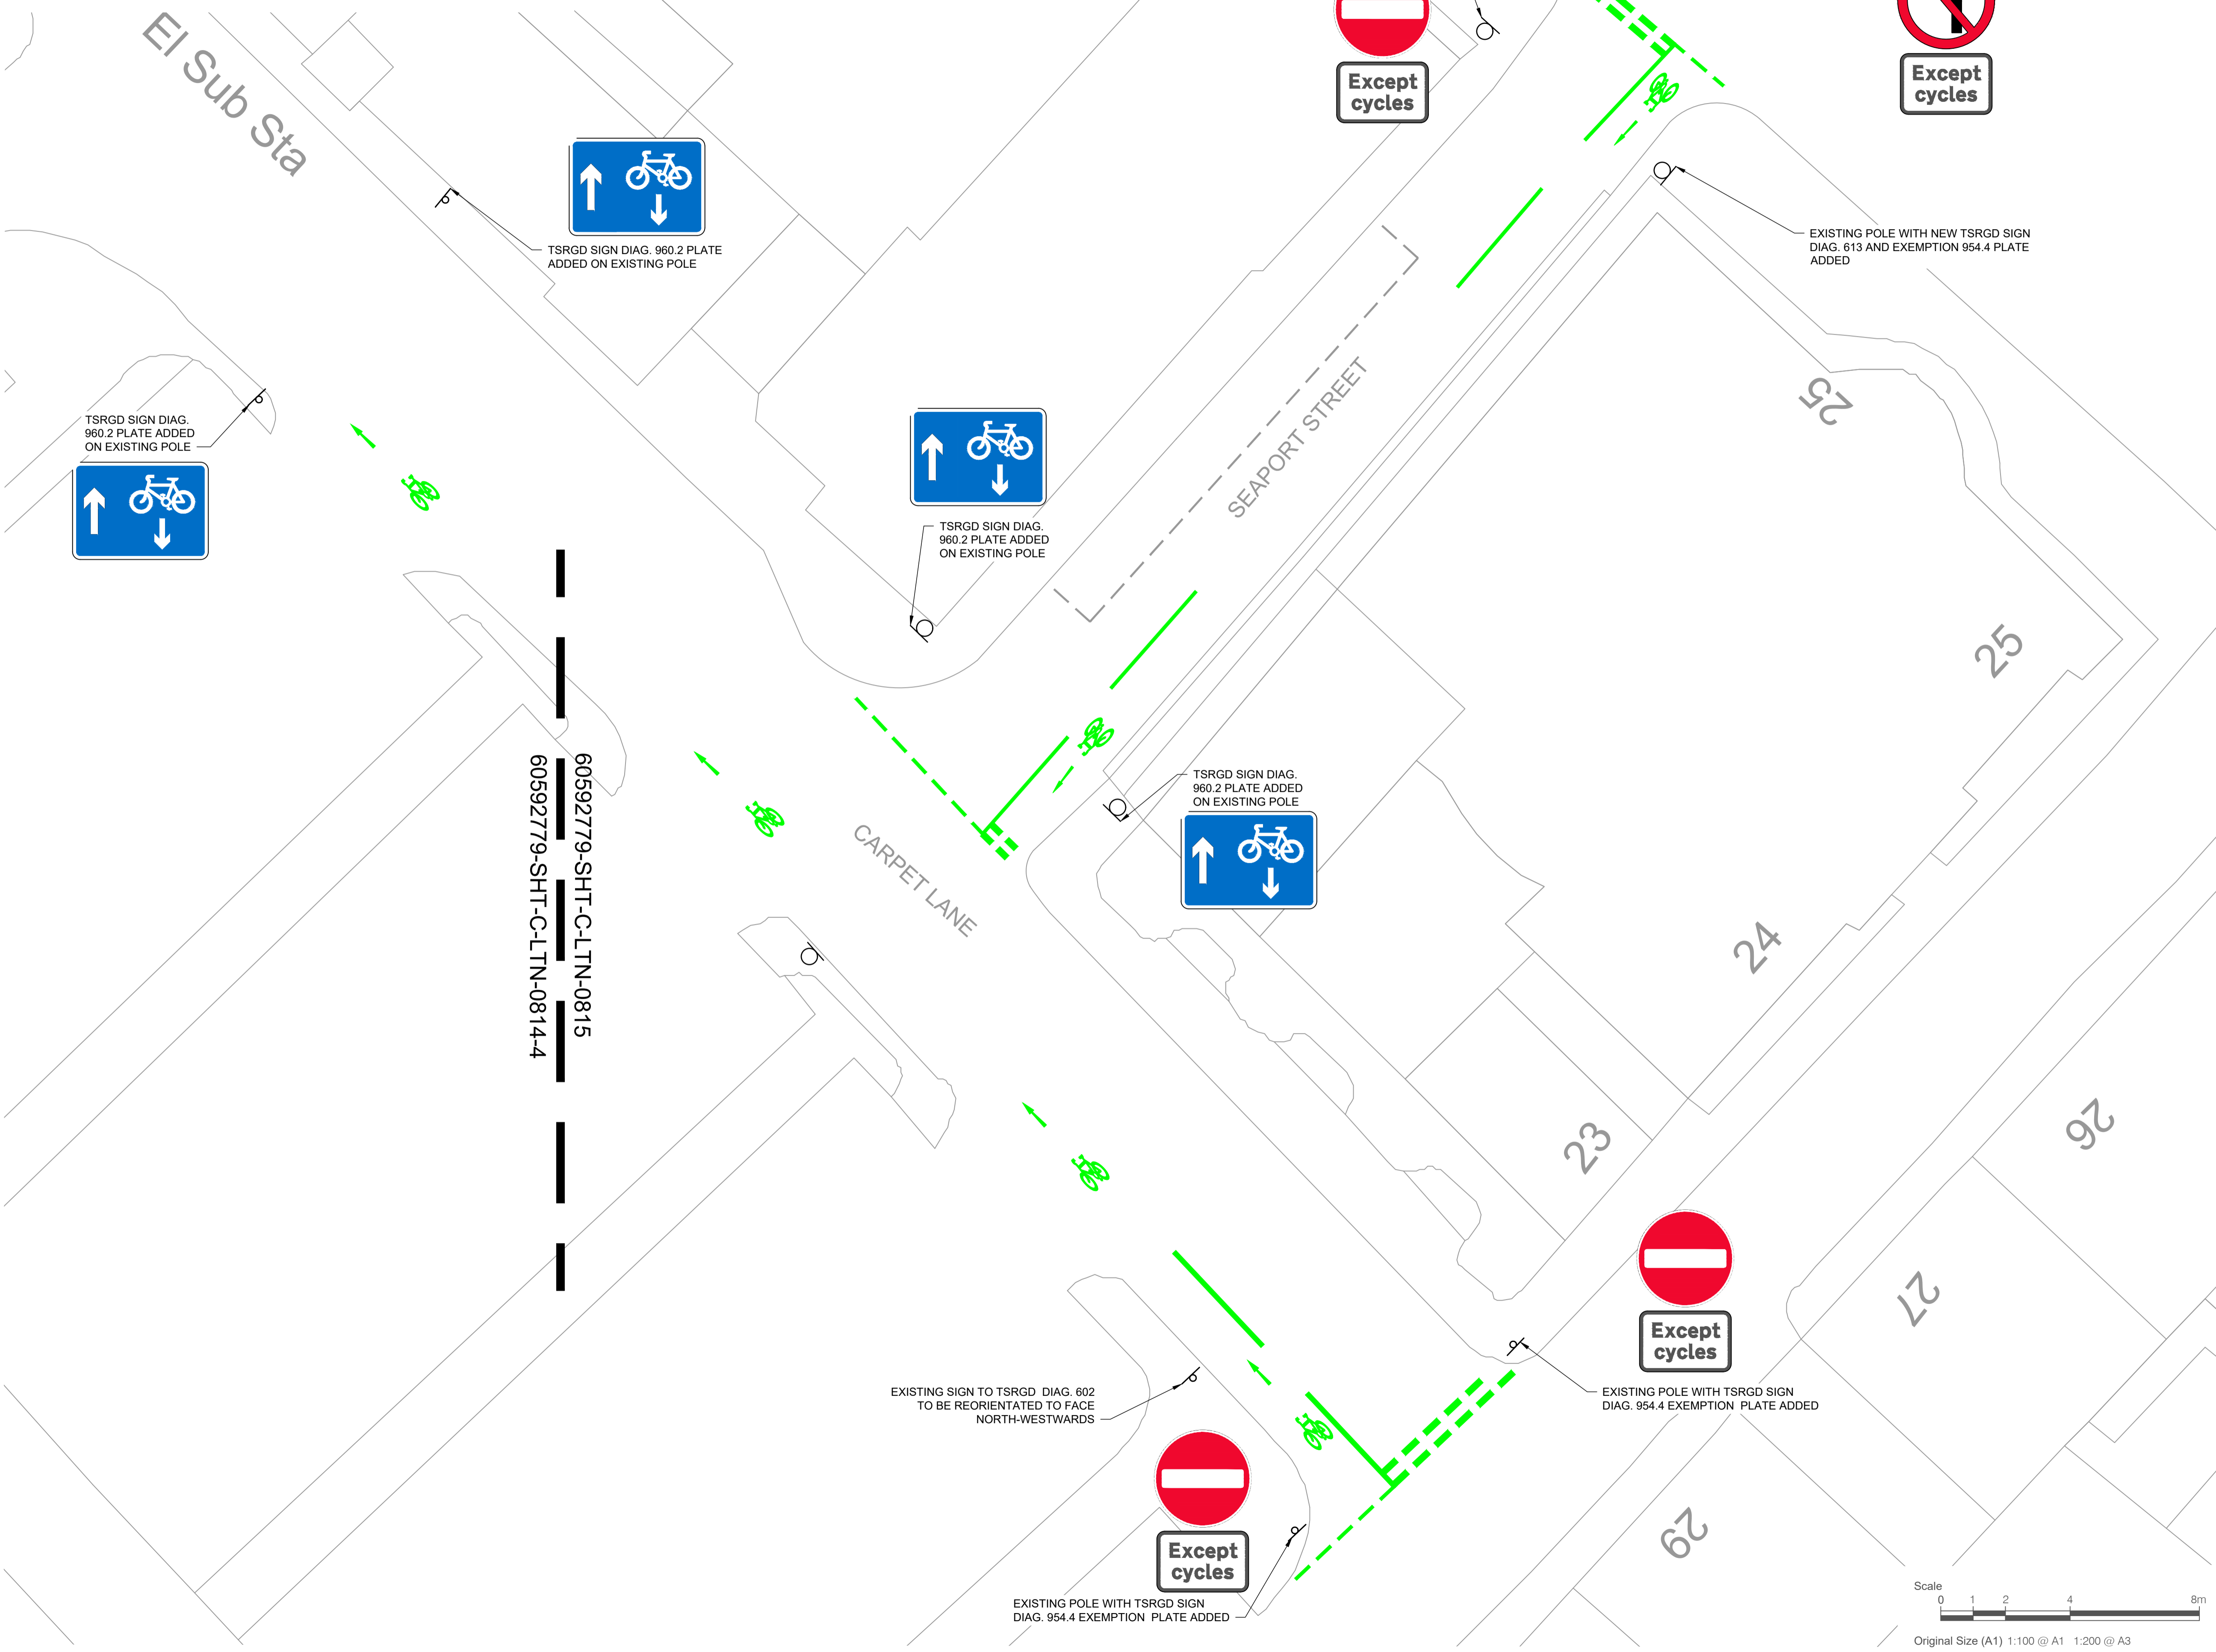 El Sub Sta
Except
cycles
Except
cycles
TSRGD SIGN DIAG. 960.2 PLATE
ADDED ON EXISTING POLE
EXISTING POLE WITH NEW TSRGD SIGN
DIAG. 613 AND EXEMPTION 954.4 PLATE
ADDED
TSRGD SIGN DIAG.
960.2 PLATE ADDED
ON EXISTING POLE
SEAPORT STREET
25
TSRGD SIGN DIAG.
960.2 PLATE ADDED
ON EXISTING POLE
25
60592779-SHT-C-LTN-0815
60592779-SHT-C-LTN-0814-4
CARPET LANE
TSRGD SIGN DIAG.
960.2 PLATE ADDED
ON EXISTING POLE
24
23
26
27
Except
cycles
EXISTING SIGN TO TSRGD DIAG. 602
TO BE REORIENTATED TO FACE
NORTH-WESTWARDS
EXISTING POLE WITH TSRGD SIGN
DIAG. 954.4 EXEMPTION PLATE ADDED
29
Except
cycles
EXISTING POLE WITH TSRGD SIGN
DIAG. 954.4 EXEMPTION PLATE ADDED
Scale
0 1 2 4 8m
Original Size (A1) 1:100 @ A1 1:200 @ A3